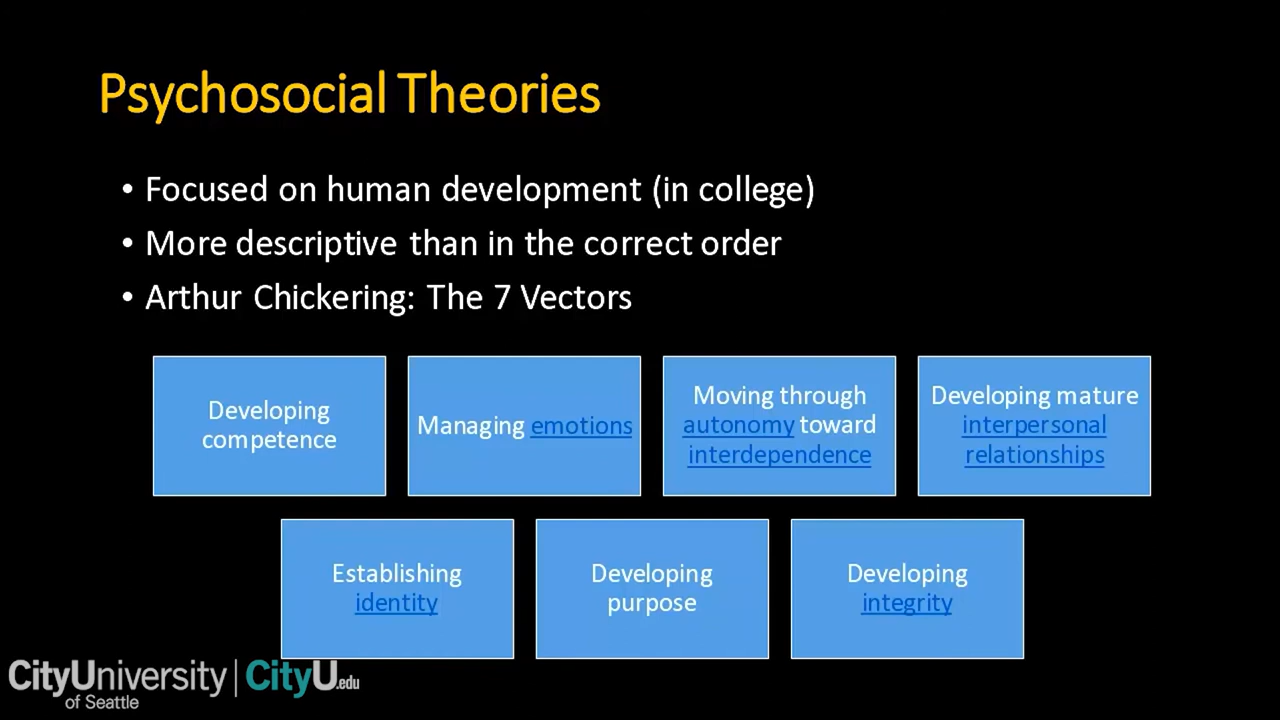 Psychosocial Theories
• Focused on human development (in college)
• More descriptive than in the correct order
• Arthur Chickering: The 7 Vectors
Developing
competence
Managing emotions
Moving through
autonomy toward
interdependence
Developing mature
interpersonal
relationships
Establishing
identity
Developing
purpose
Developing
integrity
CityUniversity | CityU.edu
of Seattle